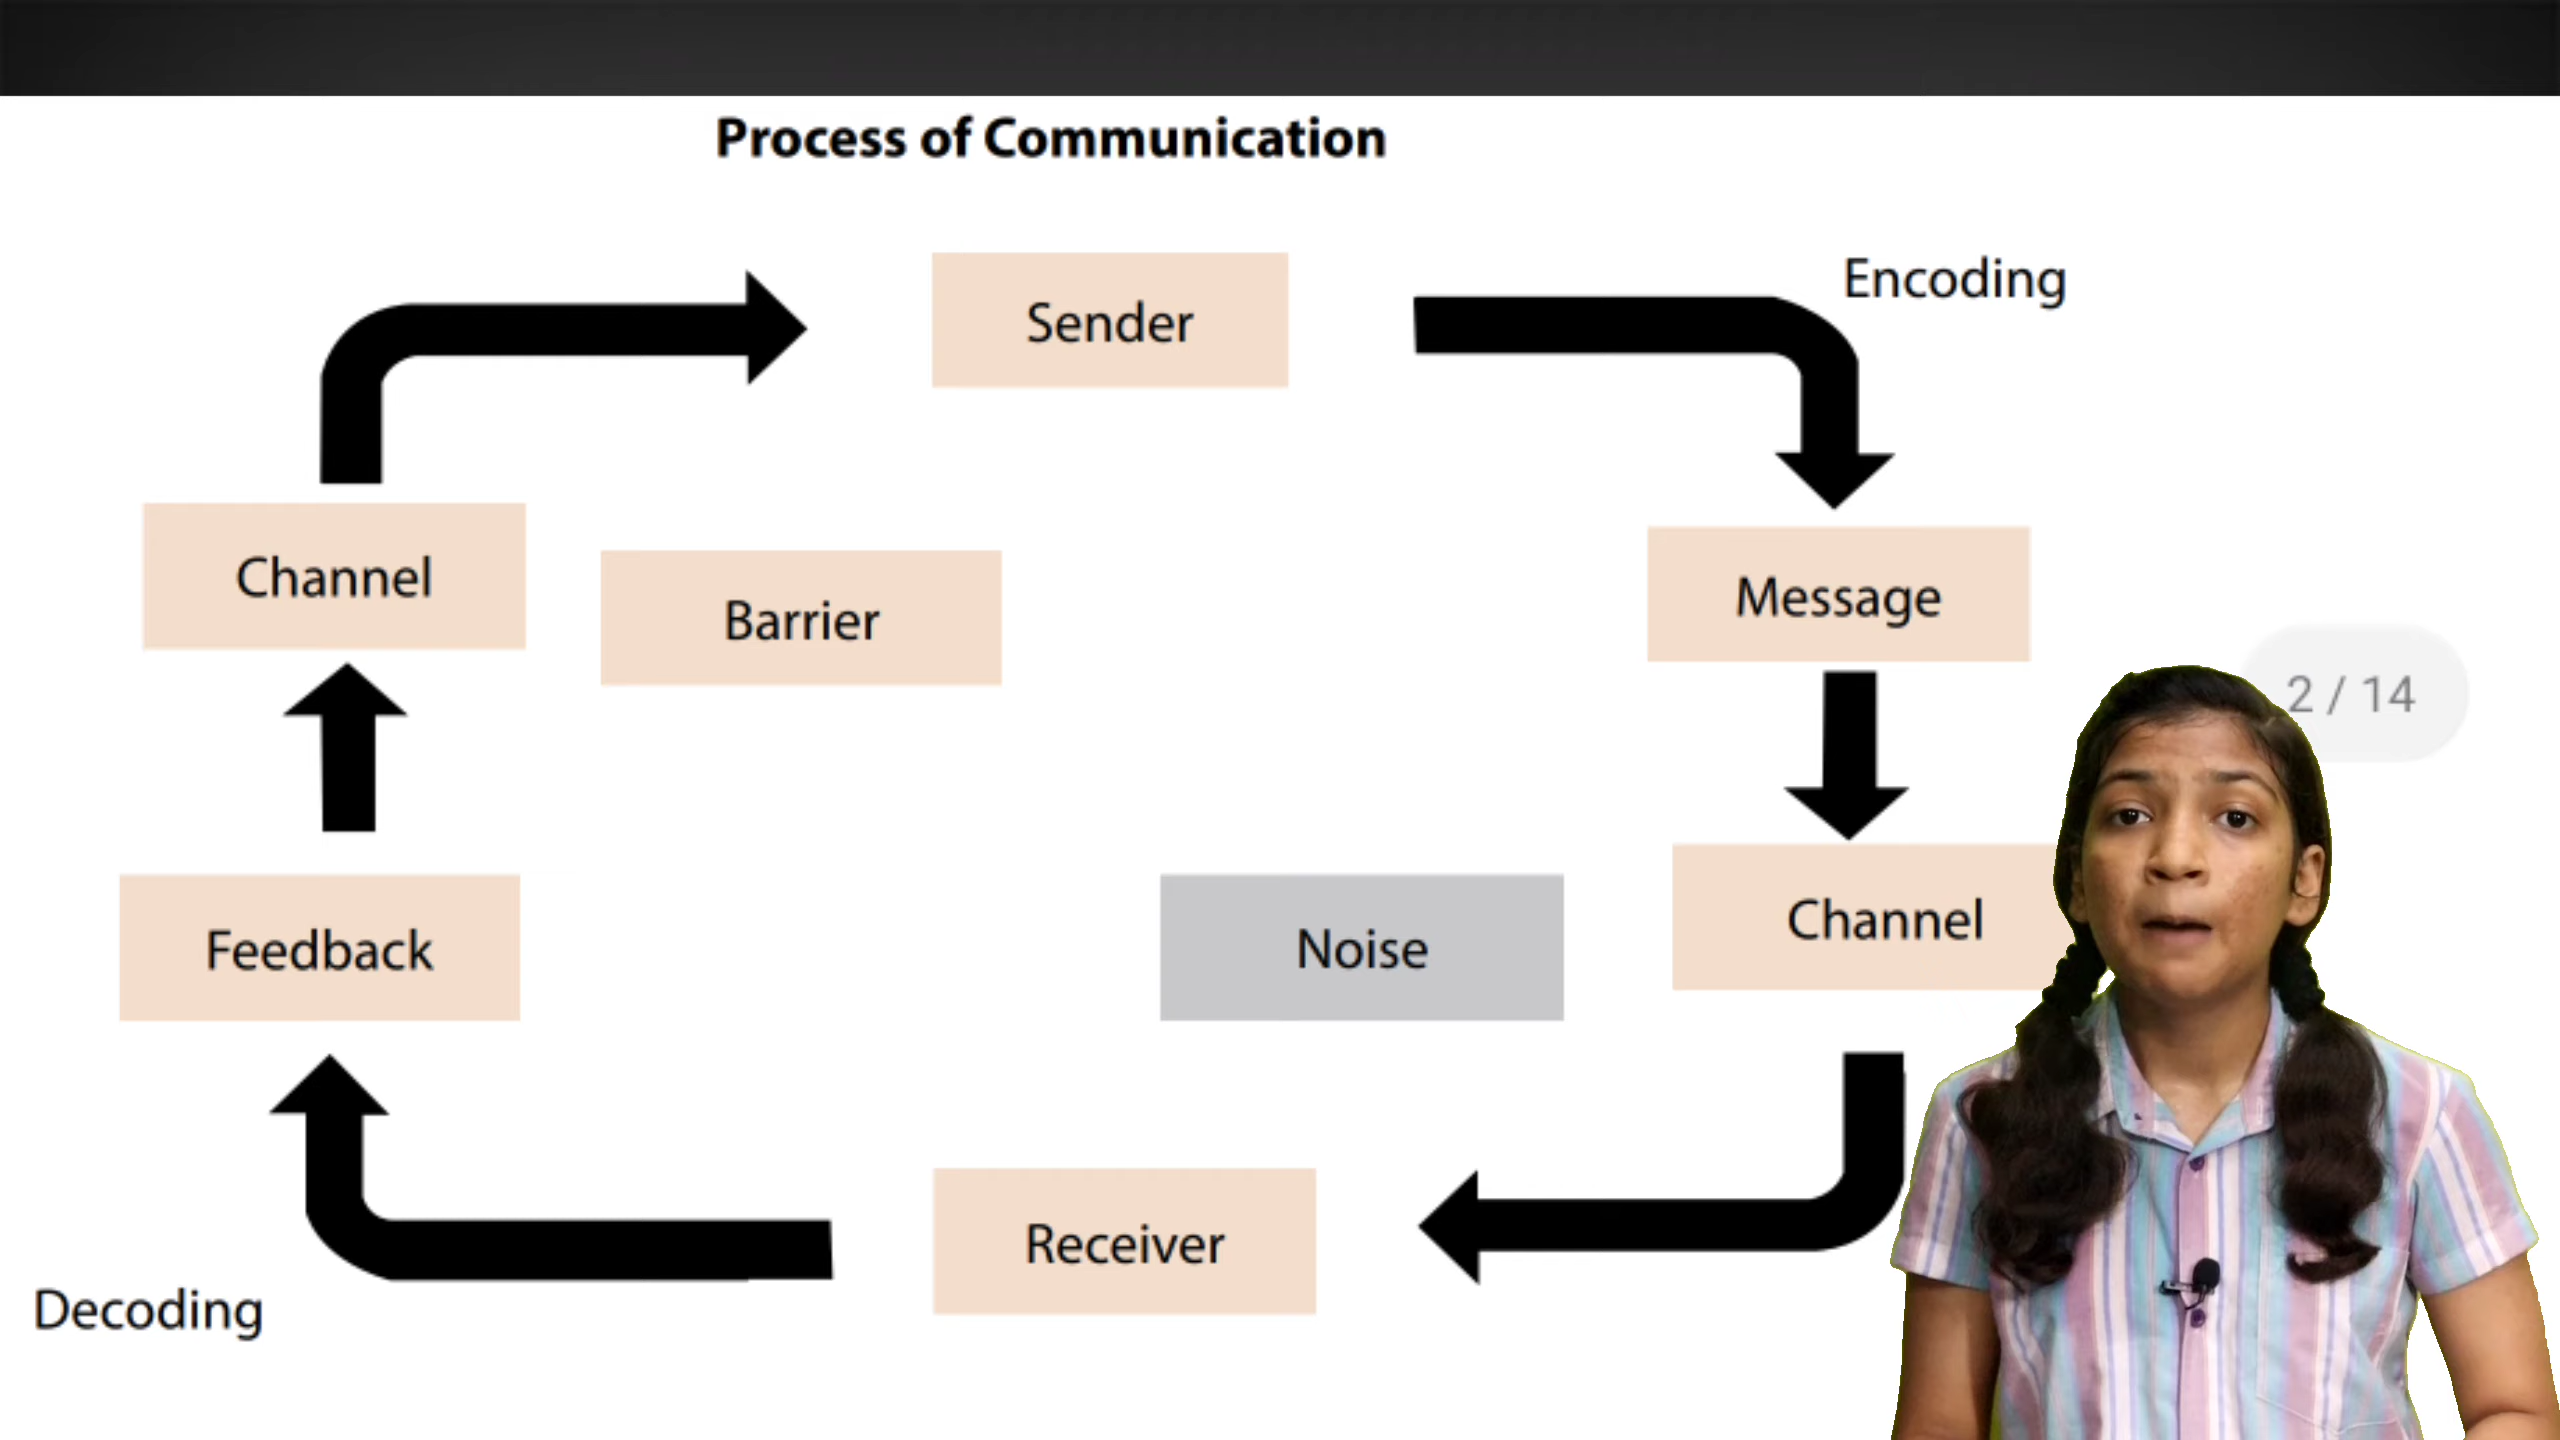 Process of Communication
Encoding
Sender
Channel
Barrier
Message
2 / 14
Feedback
Noise
Channel
Receiver
Decoding